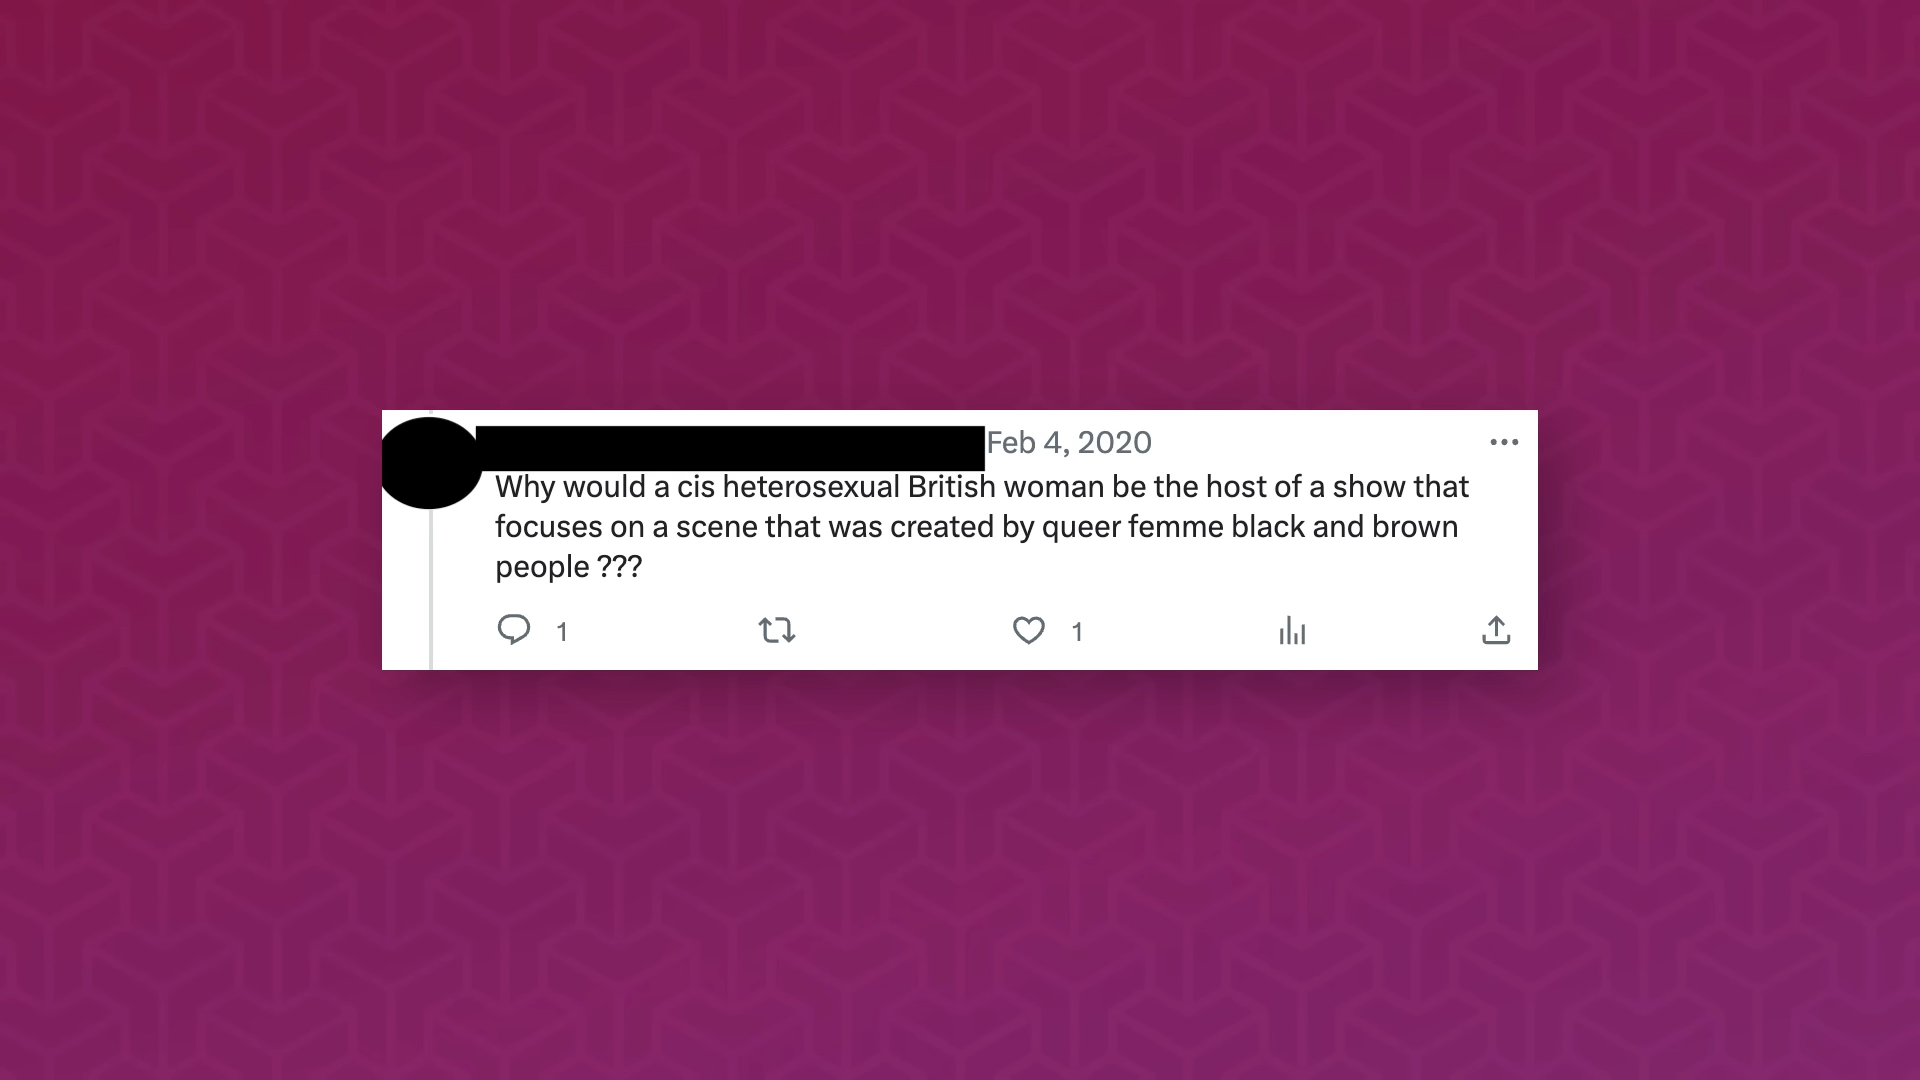 Feb 4, 2020
Why would a cis heterosexual British woman be the host of a show that
focuses on a scene that was created by queer femme black and brown
people ???
1
1